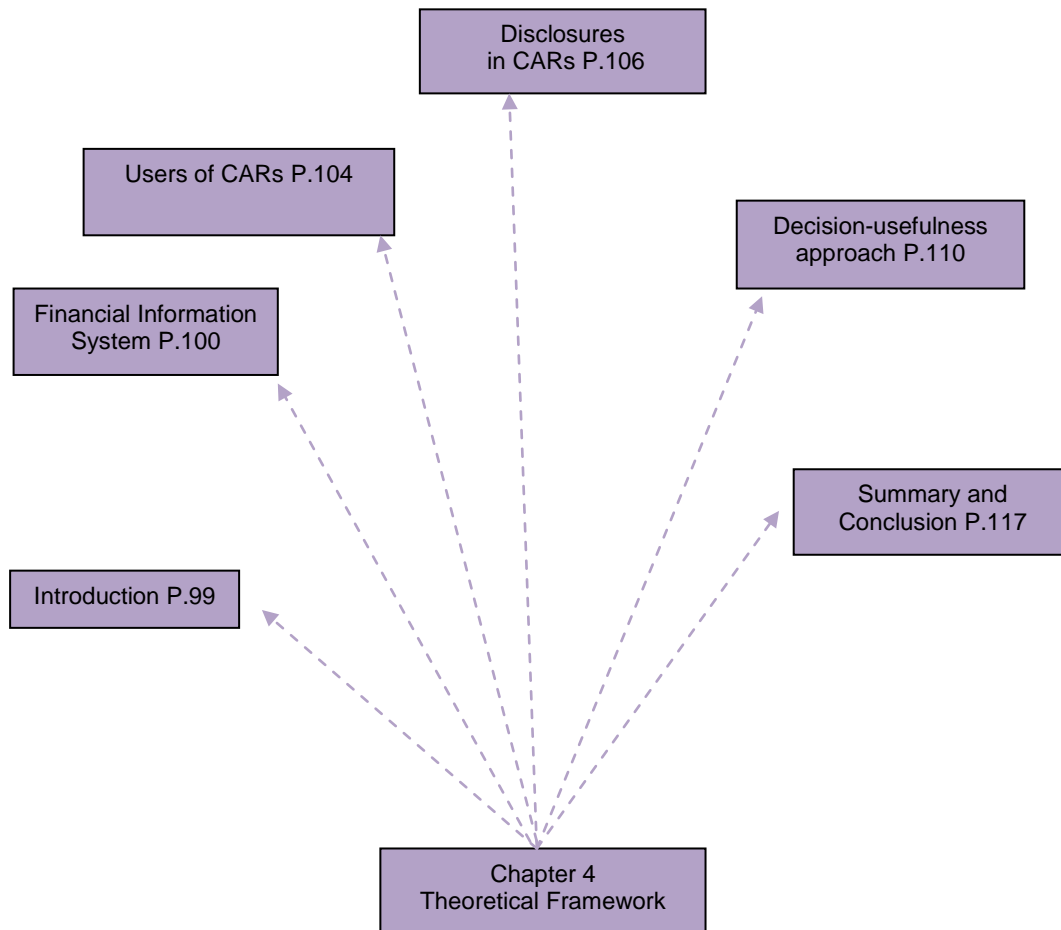 Disclosures
in CARs P.106
Users of CARs P.104
Decision-usefulness
approach P.110
Financial Information
System P.100
Summary and
Conclusion P.117
Introduction P.99
Chapter 4
Theoretical Framework